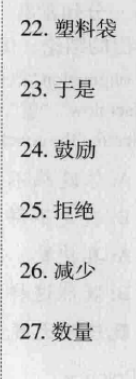 22. 塑料袋
23. 于是
24. 鼓励
25. 拒绝
26. 减少
27. 数量